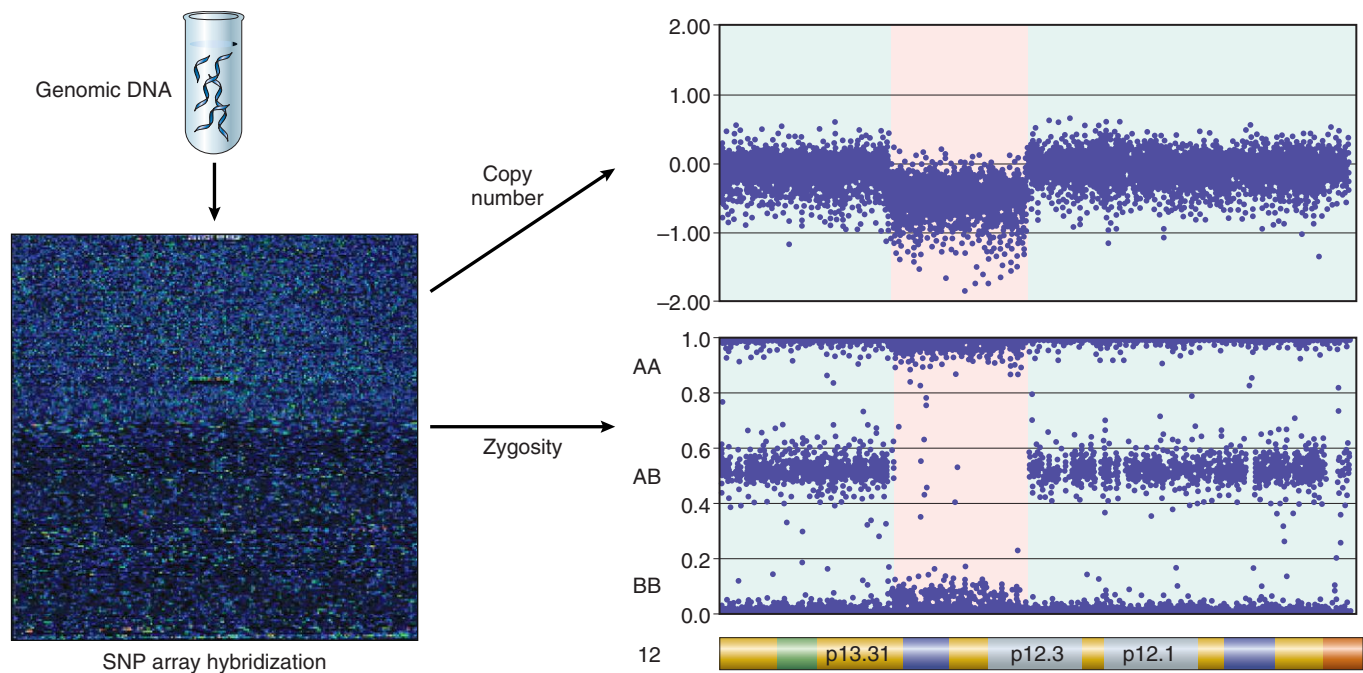 Genomic DNA
SNP array hybridization
Copy
number
Zygosity
2.00
1.00
0.00
–1.00
–2.00
1.0
AA
0.8
0.6
AB
0.4
0.2
BB
0.0
12
p13.31
p12.3
p12.1